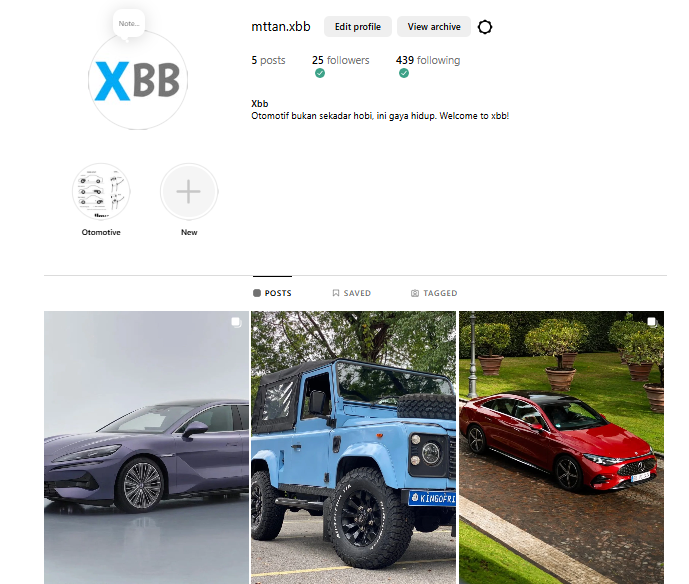 Note...
XBB
mttan.xbb
Edit profile
View archive
5 posts
25 followers
439 following
Xbb
Otomotif bukan sekadar hobi, ini gaya hidup. Welcome to xbb!
Otomotive
New
POSTS
SAVED
TAGGED
KINGOFRI